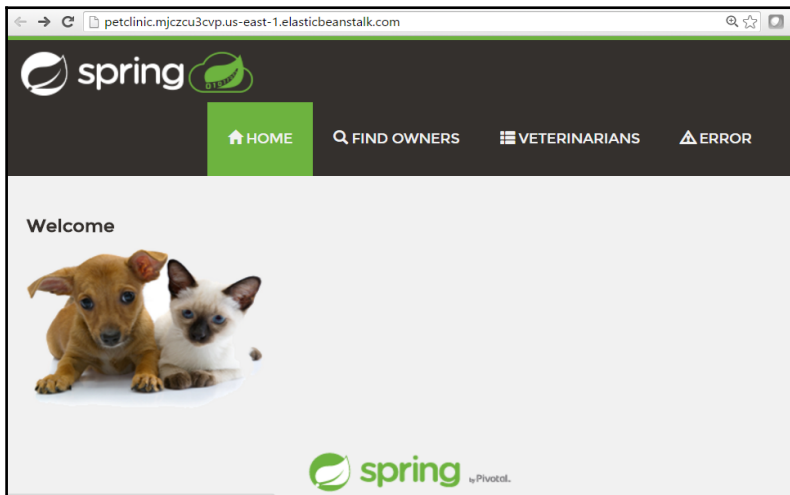 petclinic.mjczcu3cvp.us-east-1.elasticbeanstalk.com
spring
HOME FIND OWNERS VETERINARIANS ERROR
Welcome
spring by Pivotal.